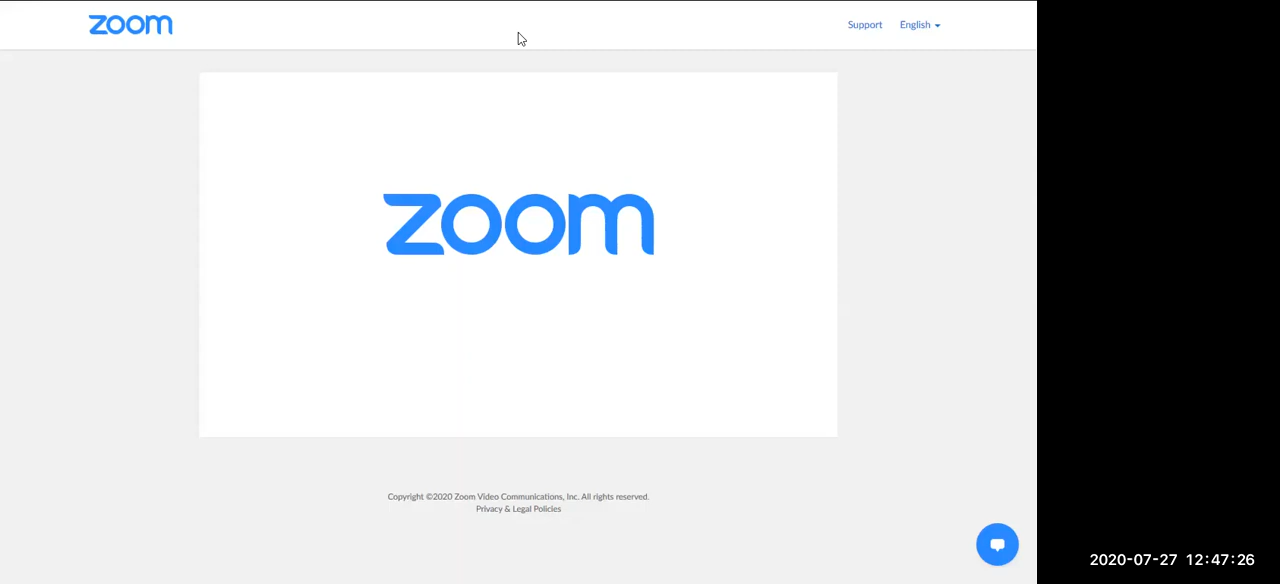 zoom
Support
English
zoom
Copyright ©2020 Zoom Video Communications, Inc. All rights reserved.
Privacy & Legal Policies
2020-07-27 12:47:26